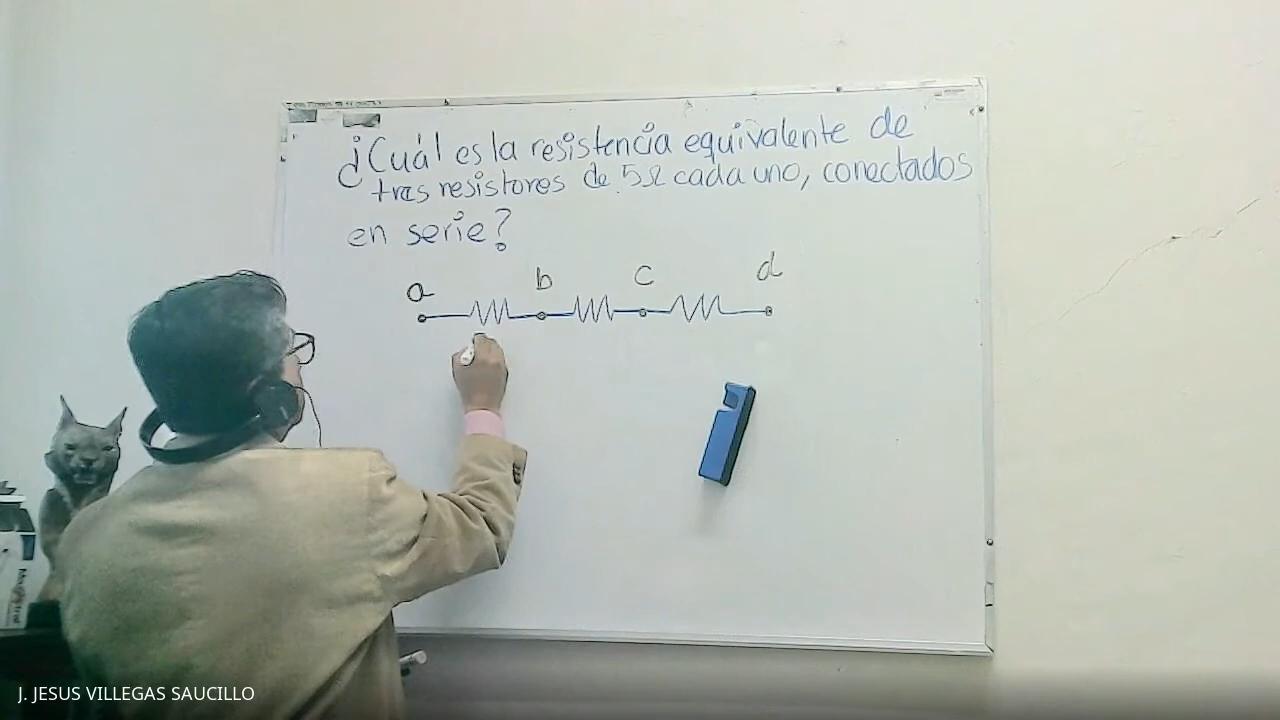 ¿Cuál es la resistencia equivalente de
tres resistores de 5Ω cada uno, conectados
en serie?
a b c d
J. JESUS VILLEGAS SAUCILLO